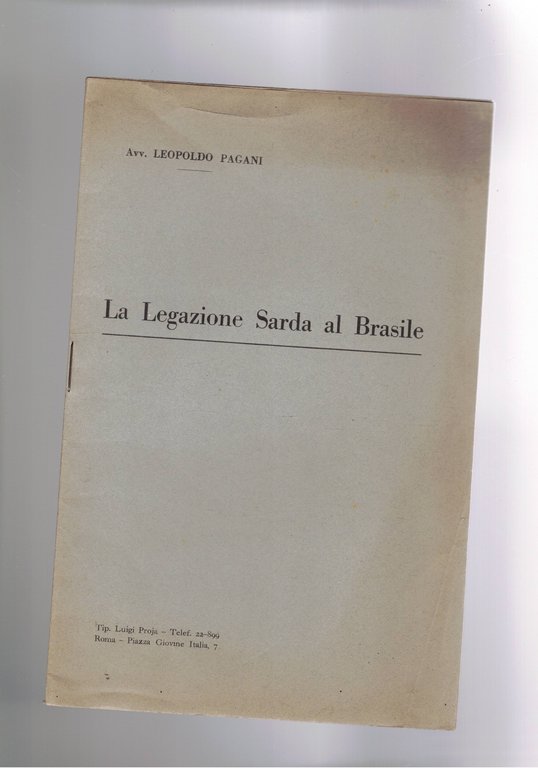 Avv. LEOPOLDO PAGANI
La Legazione Sarda al Brasile
Tip. Luigi Proja - Telef. 22-899
Roma - Piazza Giovine Italia, 7